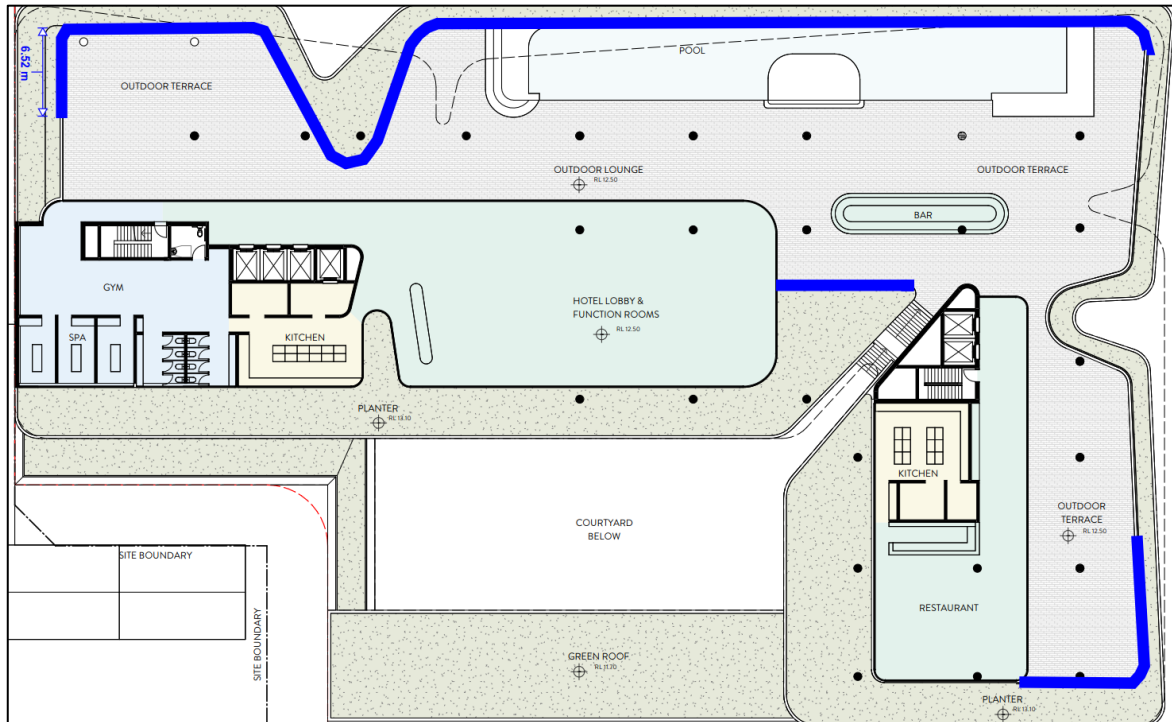 POOL
6.52 m
OUTDOOR TERRACE
OUTDOOR LOUNGE
RL 12.50
OUTDOOR TERRACE
BAR
GYM
HOTEL LOBBY &
FUNCTION ROOMS
RL 12.50
SPA
KITCHEN
PLANTER
RL 13.10
KITCHEN
OUTDOOR
TERRACE
RL 12.50
COURTYARD
BELOW
SITE BOUNDARY
SITE BOUNDARY
RESTAURANT
GREEN ROOF
RL 11.70
PLANTER
RL 13.10